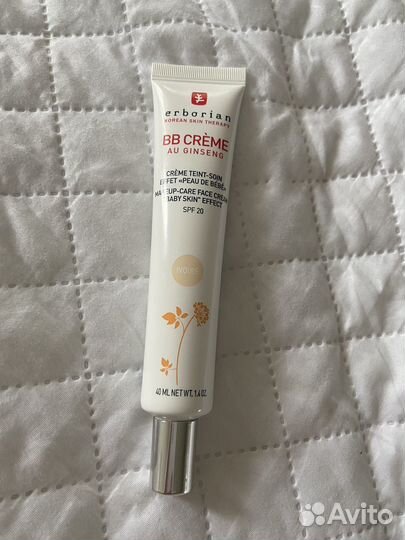 erborian
KOREAN SKIN THERAPY
BB CRÈME
AU GINSENG
CRÈME TEINT-SOIN
EFFET «PEAU DE BÉBÉ»
MAKEUP-CARE FACE CREAM
"BABY SKIN" EFFECT
SPF 20
IVOIRE
40 ML NET WT. 1.4 OZ.
Avito